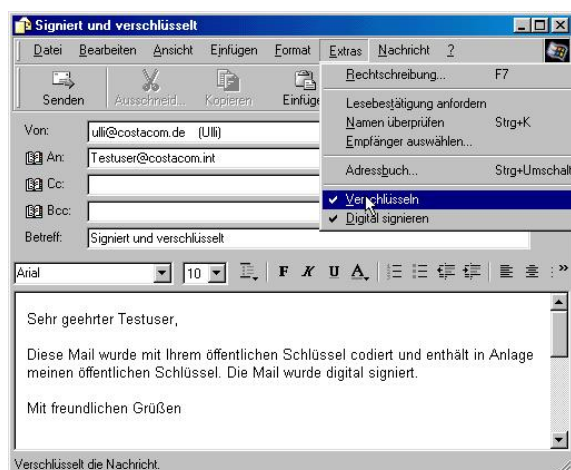 Signiert und verschlüsselt
Datei Bearbeiten Ansicht Einfügen Format Extras Nachricht ?
Senden Ausschneid... Kopieren Einfüge
Rechtschreibung... F7
Lesebestätigung anfordern
Namen überprüfen Strg+K
Empfänger auswählen...
Adressbuch... Strg+Umschalt
Verschlüsseln
Digital signieren
Von: ulli@costacom.de (Ulli)
An: Testuser@costacom.int
Cc:
Bcc:
Betreff: Signiert und verschlüsselt
Arial 10 F K U A
Sehr geehrter Testuser,
Diese Mail wurde mit Ihrem öffentlichen Schlüssel codiert und enthält in Anlage
meinen öffentlichen Schlüssel. Die Mail wurde digital signiert.
Mit freundlichen Grüßen
Verschlüsselt die Nachricht.